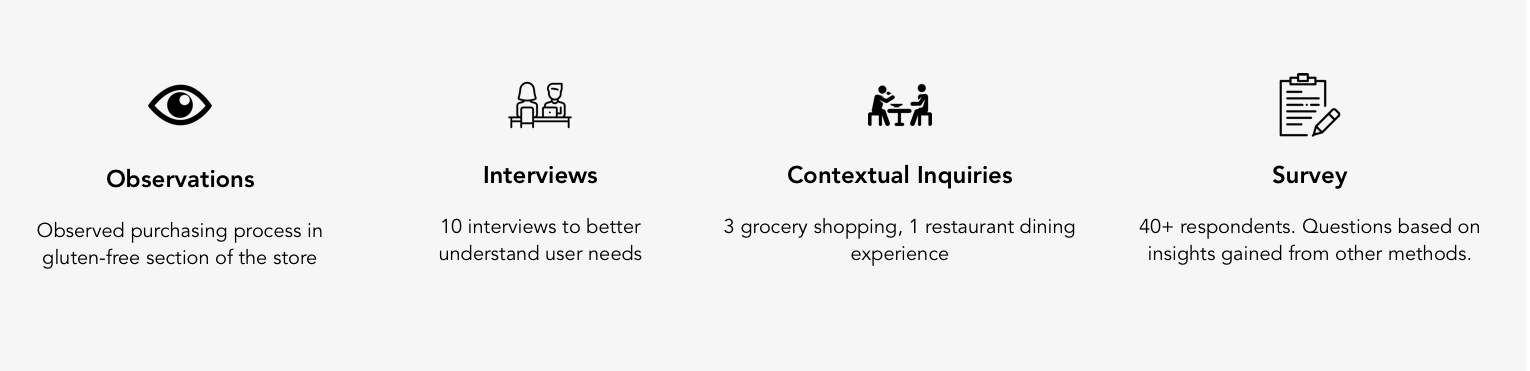 Observations
Observed purchasing process in
gluten-free section of the store
Interviews
10 interviews to better
understand user needs
Contextual Inquiries
3 grocery shopping, 1 restaurant dining
experience
Survey
40+ respondents. Questions based on
insights gained from other methods.